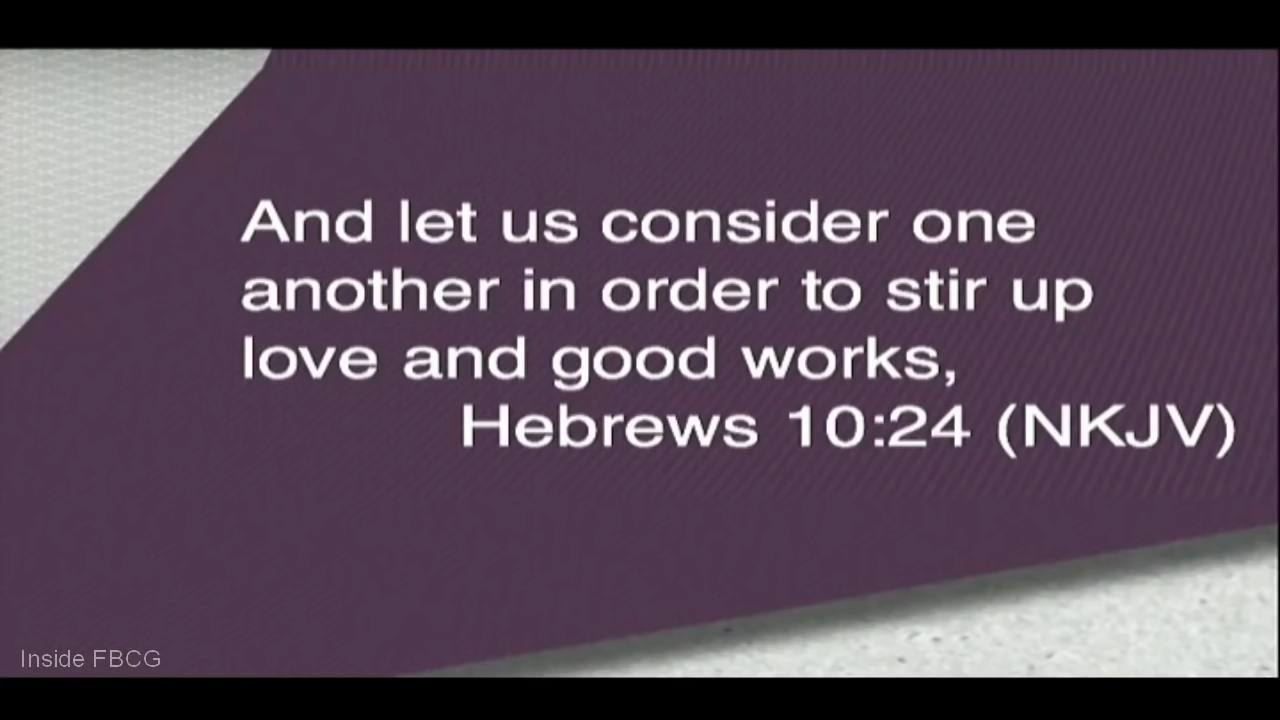 And let us consider one
another in order to stir up
love and good works,
Hebrews 10:24 (NKJV)
Inside FBCG